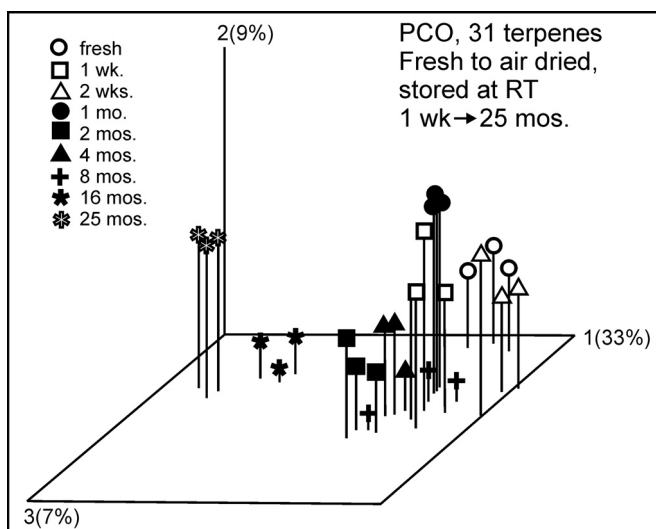 2(9%)
PCO, 31 terpenes
Fresh to air dried,
stored at RT
1 wk→25 mos.
fresh
1 wk.
2 wks.
1 mo.
2 mos.
4 mos.
8 mos.
16 mos.
25 mos.
1(33%)
3(7%)